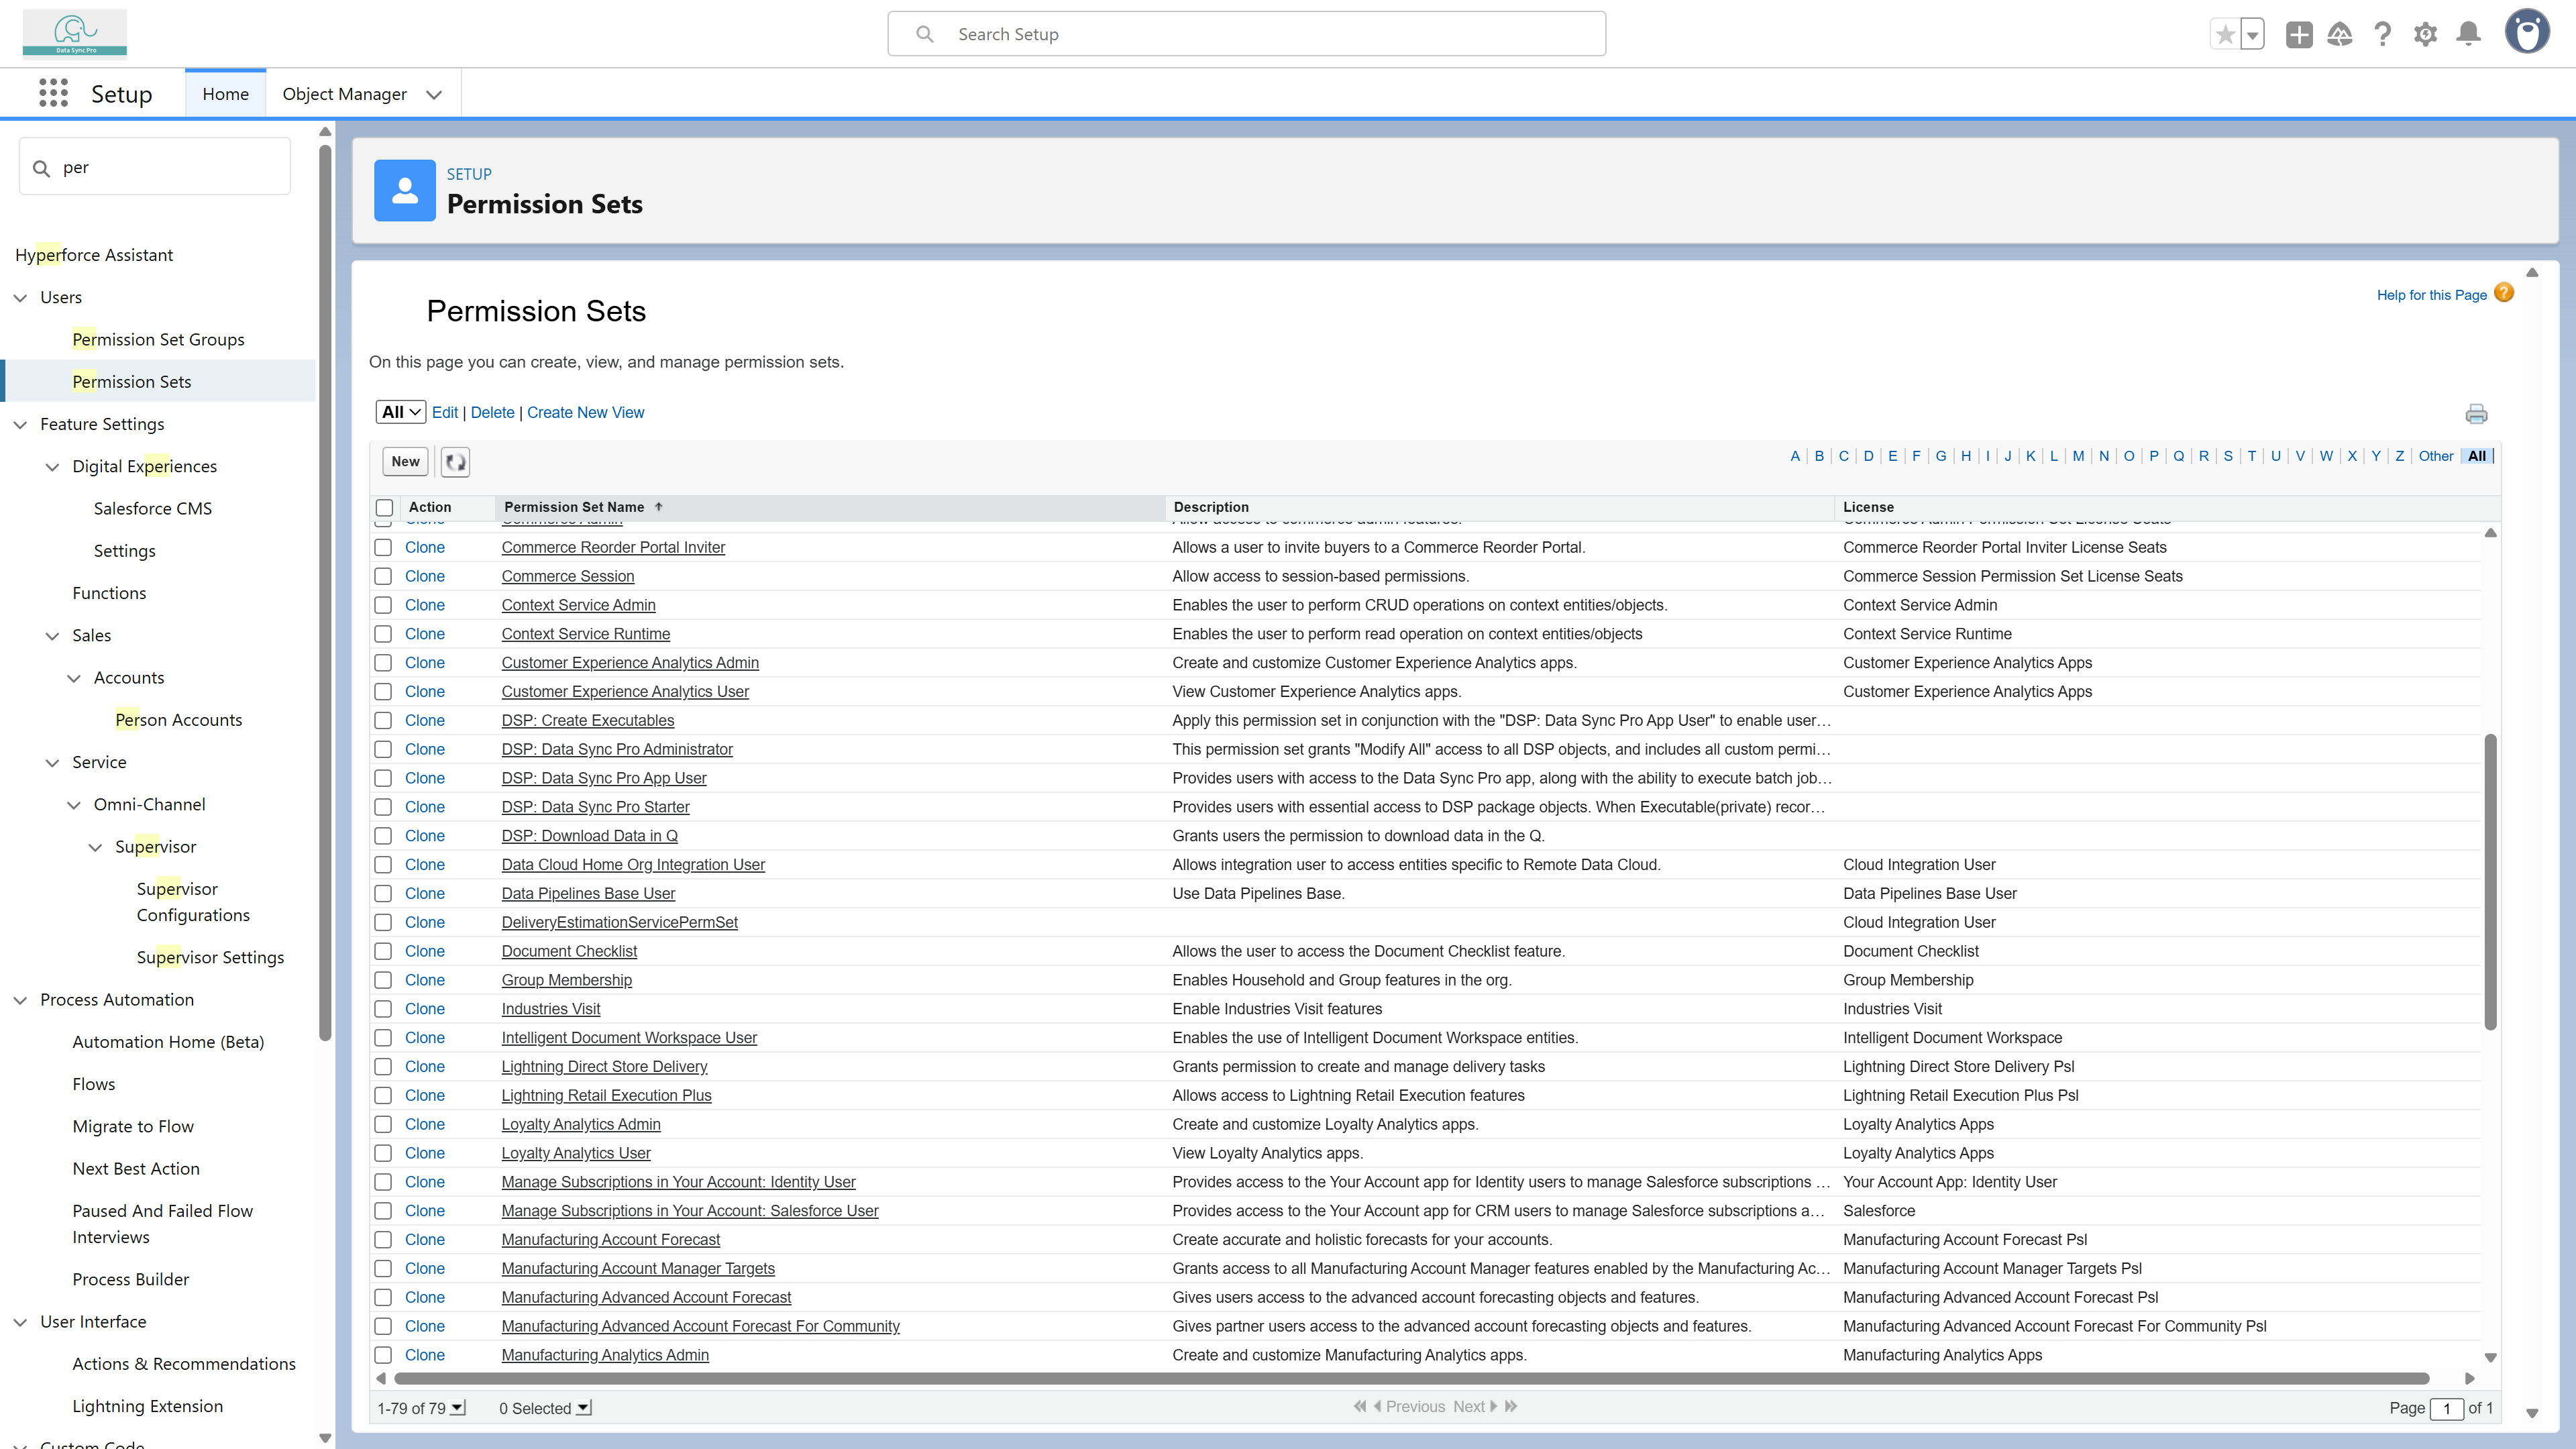 Data Sync Pro
Search Setup
Setup
Home
Object Manager
per
Hyperforce Assistant
Users
Permission Set Groups
Permission Sets
Feature Settings
Digital Experiences
Salesforce CMS
Settings
Functions
Sales
Accounts
Person Accounts
Service
Omni-Channel
Supervisor
Supervisor
Configurations
Supervisor Settings
Process Automation
Automation Home (Beta)
Flows
Migrate to Flow
Next Best Action
Paused And Failed Flow
Interviews
Process Builder
User Interface
Actions & Recommendations
Lightning Extension
Custom Code
SETUP
Permission Sets
Permission Sets
Help for this Page ?
On this page you can create, view, and manage permission sets.
All Edit | Delete | Create New View
New
A | B | C | D | E | F | G | H | I | J | K | L | M | N | O | P | Q | R | S | T | U | V | W | X | Y | Z | Other | All |
Action Permission Set Name Description License
Clone Commerce Admin Allow access to commerce admin features. Commerce Admin Permission Set License Seats
Clone Commerce Reorder Portal Inviter Allows a user to invite buyers to a Commerce Reorder Portal. Commerce Reorder Portal Inviter License Seats
Clone Commerce Session Allow access to session-based permissions. Commerce Session Permission Set License Seats
Clone Context Service Admin Enables the user to perform CRUD operations on context entities/objects. Context Service Admin
Clone Context Service Runtime Enables the user to perform read operation on context entities/objects Context Service Runtime
Clone Customer Experience Analytics Admin Create and customize Customer Experience Analytics apps. Customer Experience Analytics Apps
Clone Customer Experience Analytics User View Customer Experience Analytics apps. Customer Experience Analytics Apps
Clone DSP: Create Executables Apply this permission set in conjunction with the "DSP: Data Sync Pro App User" to enable user…
Clone DSP: Data Sync Pro Administrator This permission set grants "Modify All" access to all DSP objects, and includes all custom permi…
Clone DSP: Data Sync Pro App User Provides users with access to the Data Sync Pro app, along with the ability to execute batch job…
Clone DSP: Data Sync Pro Starter Provides users with essential access to DSP package objects. When Executable(private) recor…
Clone DSP: Download Data in Q Grants users the permission to download data in the Q.
Clone Data Cloud Home Org Integration User Allows integration user to access entities specific to Remote Data Cloud. Cloud Integration User
Clone Data Pipelines Base User Use Data Pipelines Base. Data Pipelines Base User
Clone DeliveryEstimationServicePermSet Cloud Integration User
Clone Document Checklist Allows the user to access the Document Checklist feature. Document Checklist
Clone Group Membership Enables Household and Group features in the org. Group Membership
Clone Industries Visit Enable Industries Visit features Industries Visit
Clone Intelligent Document Workspace User Enables the use of Intelligent Document Workspace entities. Intelligent Document Workspace
Clone Lightning Direct Store Delivery Grants permission to create and manage delivery tasks Lightning Direct Store Delivery Psl
Clone Lightning Retail Execution Plus Allows access to Lightning Retail Execution features Lightning Retail Execution Plus Psl
Clone Loyalty Analytics Admin Create and customize Loyalty Analytics apps. Loyalty Analytics Apps
Clone Loyalty Analytics User View Loyalty Analytics apps. Loyalty Analytics Apps
Clone Manage Subscriptions in Your Account: Identity User Provides access to the Your Account app for Identity users to manage Salesforce subscriptions … Your Account App: Identity User
Clone Manage Subscriptions in Your Account: Salesforce User Provides access to the Your Account app for CRM users to manage Salesforce subscriptions a… Salesforce
Clone Manufacturing Account Forecast Create accurate and holistic forecasts for your accounts. Manufacturing Account Forecast Psl
Clone Manufacturing Account Manager Targets Grants access to all Manufacturing Account Manager features enabled by the Manufacturing Ac… Manufacturing Account Manager Targets Psl
Clone Manufacturing Advanced Account Forecast Gives users access to the advanced account forecasting objects and features. Manufacturing Advanced Account Forecast Psl
Clone Manufacturing Advanced Account Forecast For Community Gives partner users access to the advanced account forecasting objects and features. Manufacturing Advanced Account Forecast For Community Psl
Clone Manufacturing Analytics Admin Create and customize Manufacturing Analytics apps. Manufacturing Analytics Apps
1-79 of 79 0 Selected Previous Next Page 1 of 1